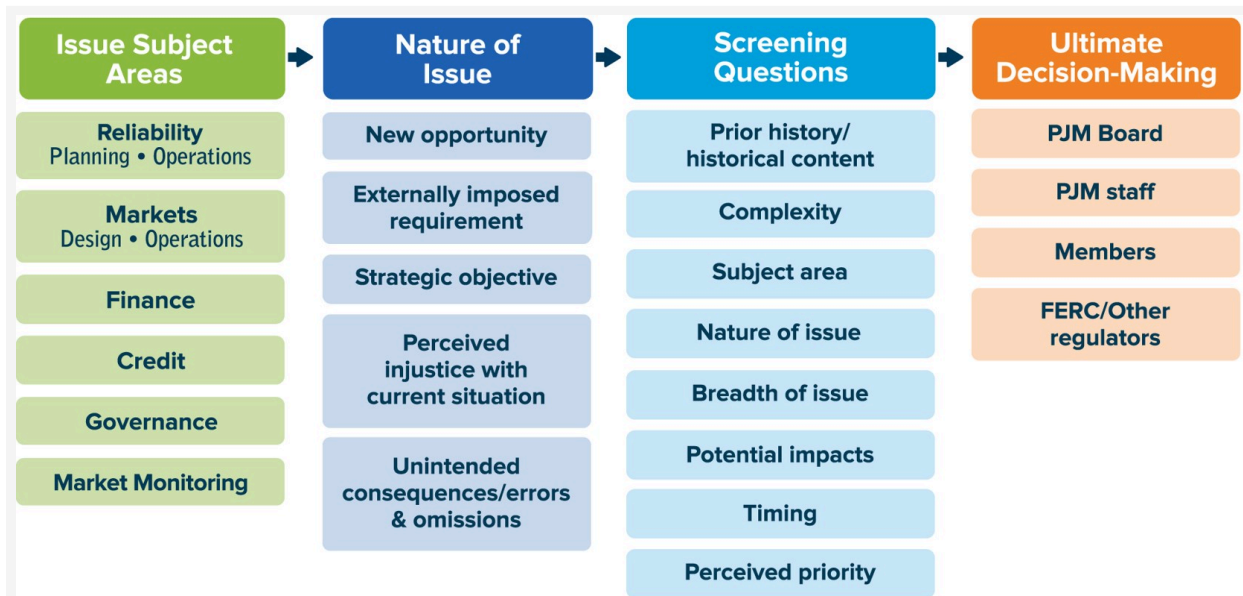 Issue Subject
Areas
Nature of
Issue
Screening
Questions
Ultimate
Decision-Making
Reliability
Planning • Operations
Markets
Design • Operations
Finance
Credit
Governance
Market Monitoring
New opportunity
Externally imposed
requirement
Strategic objective
Perceived
injustice with
current situation
Unintended
consequences/errors
& omissions
Prior history/
historical content
Complexity
Subject area
Nature of issue
Breadth of issue
Potential impacts
Timing
Perceived priority
PJM Board
PJM staff
Members
FERC/Other
regulators